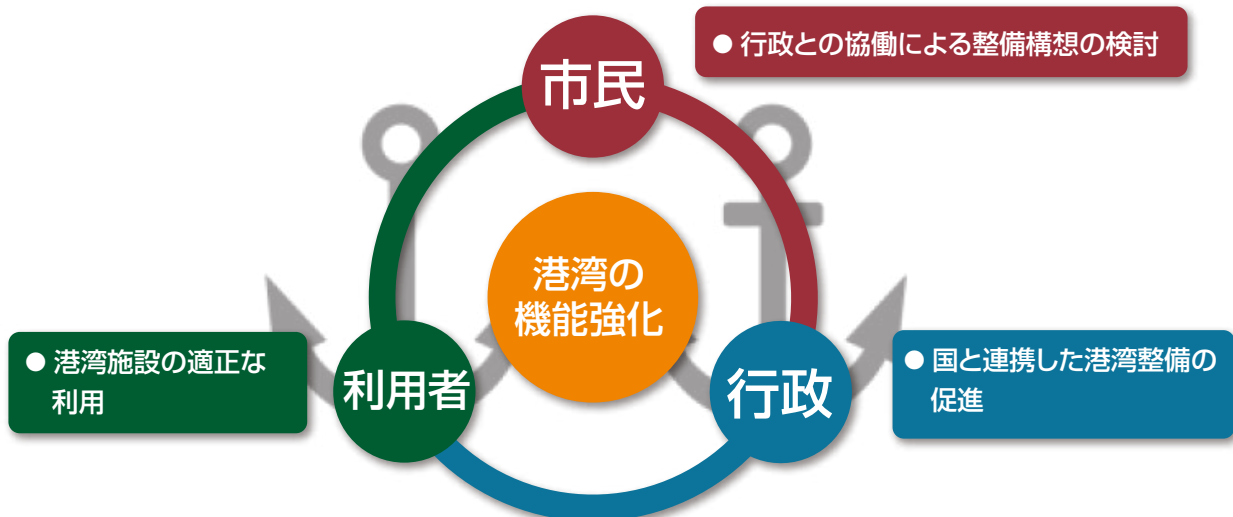 ● 行政との協働による整備構想の検討
市民
港湾の
機能強化
● 港湾施設の適正な
利用
利用者
行政
● 国と連携した港湾整備の
促進